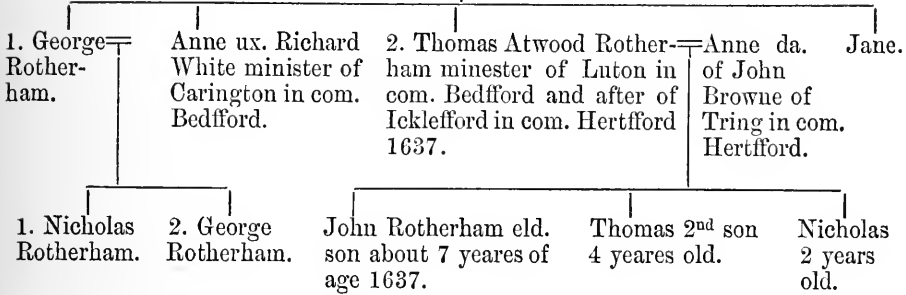 1. George
Rother-
ham.
Anne ux. Richard
White minister of
Carington in com.
Bedfford.
2. Thomas Atwood Rother-
ham minester of Luton in
com. Bedfford and after of
Icklefford in com. Hertfford
1637.
Anne da.
of John
Browne of
Tring in com.
Hertfford.
Jane.
1. Nicholas
Rotherham.
2. George
Rotherham.
John Rotherham eld.
son about 7 yeares of
age 1637.
Thomas 2nd son
4 yeares old.
Nicholas
2 years
old.